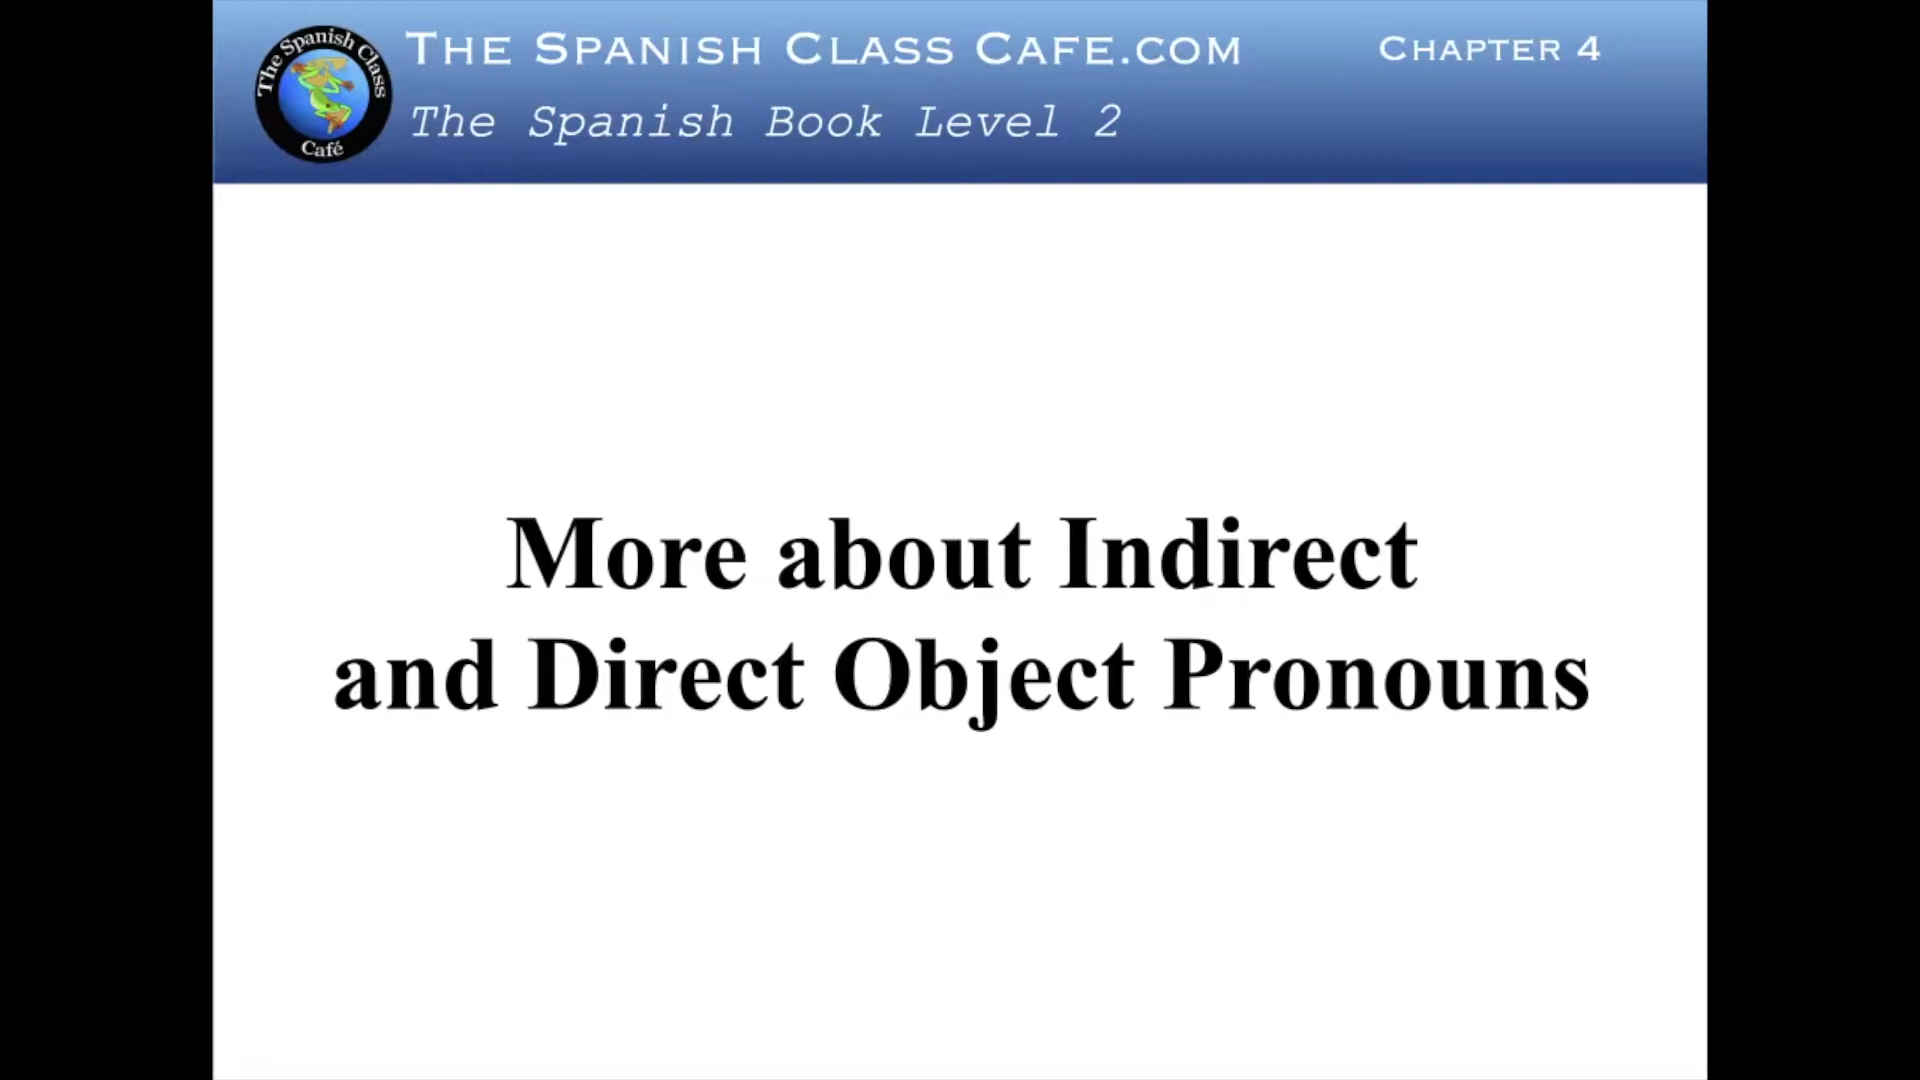 The Spanish Class
Café
THE SPANISH CLASS CAFE.COM
CHAPTER 4
The Spanish Book Level 2
More about Indirect
and Direct Object Pronouns